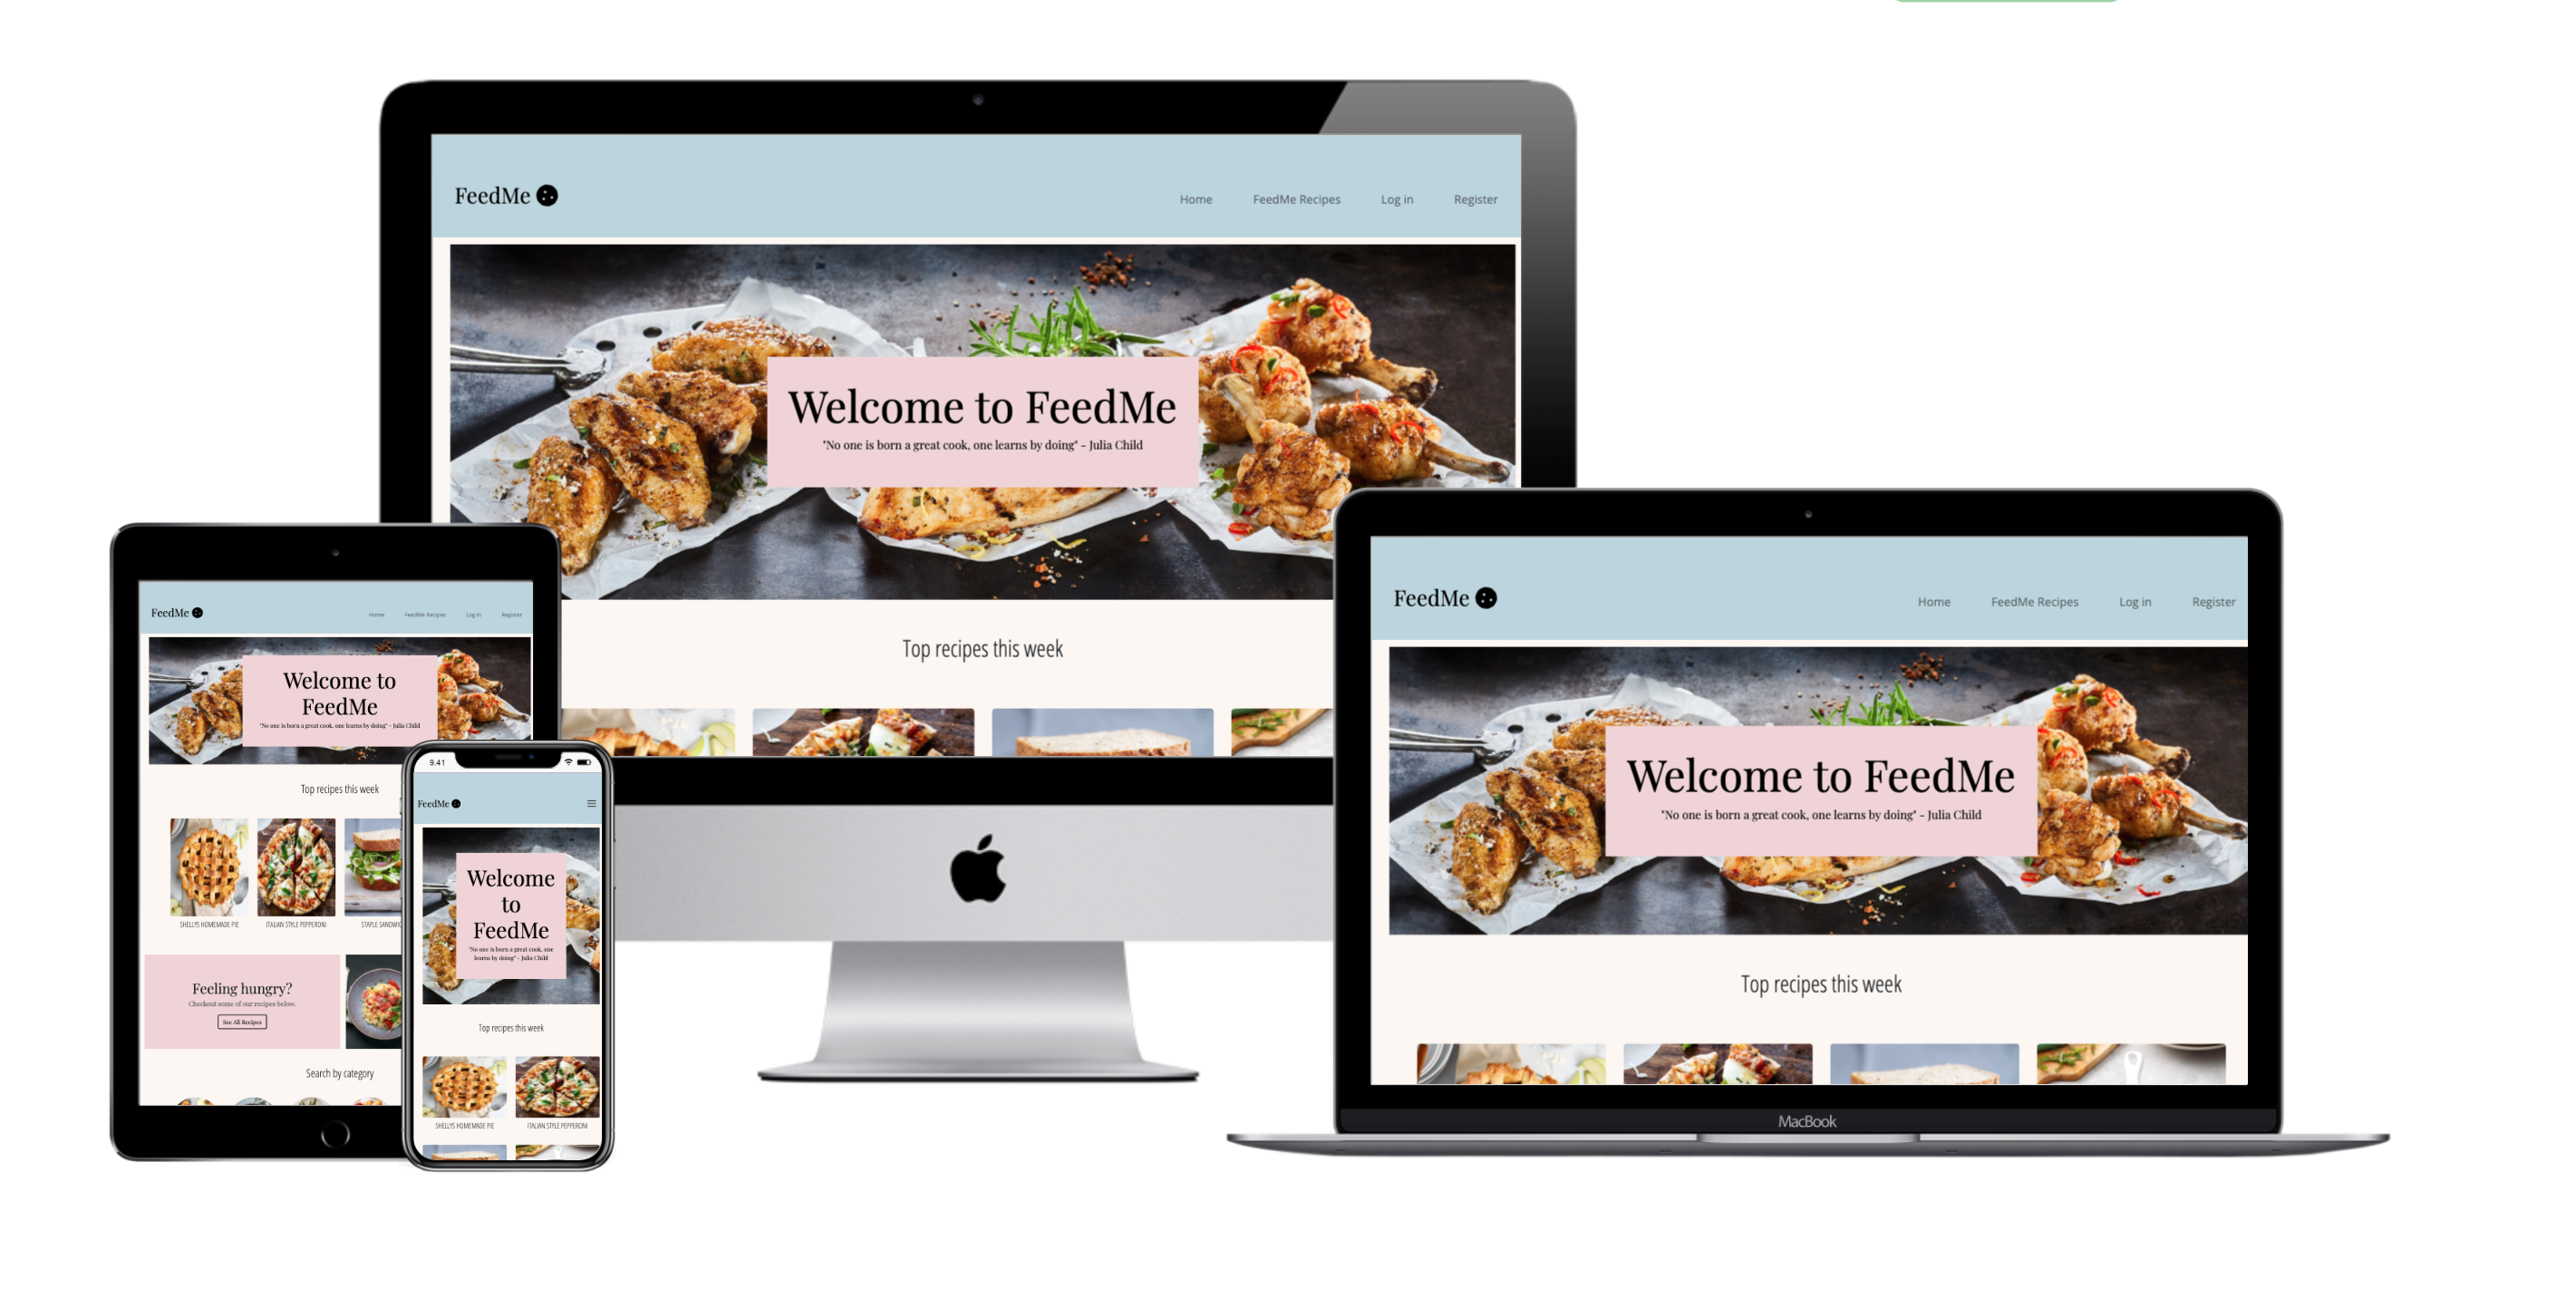 FeedMe
Home FeedMe Recipes Log in Register
Welcome to FeedMe
"No one is born a great cook, one learns by doing" - Julia Child
Top recipes this week
FeedMe
Home FeedMe Recipes Log in Register
Welcome to
FeedMe
"No one is born a great cook, one learns by doing" - Julia Child
Top recipes this week
SHELLYS HOMEMADE PIE ITALIAN STYLE PEPPERONI STAPLE
Feeling hungry?
Checkout some of our recipes below.
See All Recipes
Search by category
9.41
FeedMe
Welcome
to
FeedMe
"No one is born a great cook, one
learns by doing" - Julia Child
Top recipes this week
SHELLYS HOMEMADE PIE ITALIAN STYLE PEPPERONI
FeedMe
Home FeedMe Recipes Log in Register
Welcome to FeedMe
"No one is born a great cook, one learns by doing" - Julia Child
Top recipes this week
MacBook